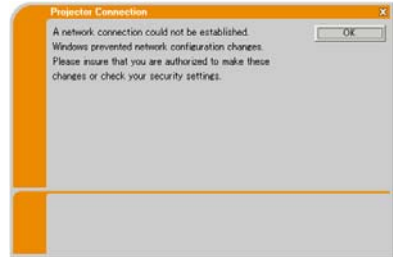 Projector Connection
X
A network connection could not be established.
OK
Windows prevented network configuration changes.
Please insure that you are authorized to make these
changes or check your security settings.